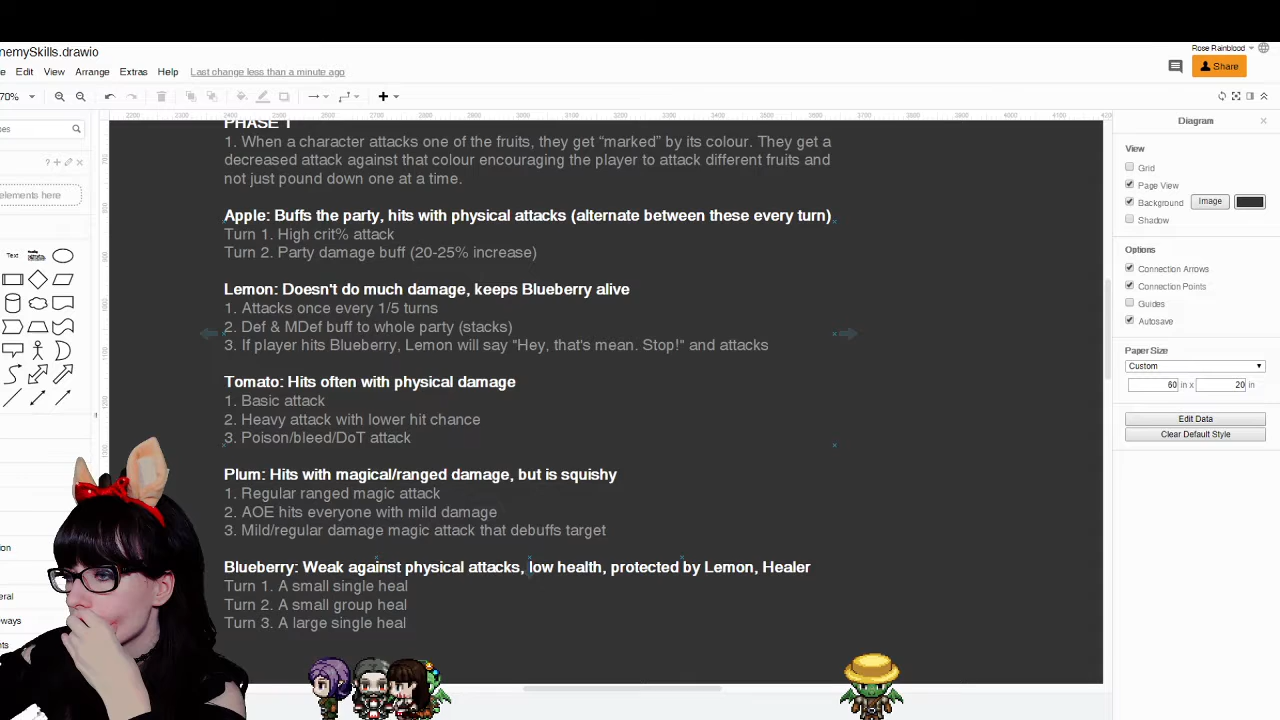 nemySkills.drawio
Rose Rainblood
Edit View Arrange Extras Help Last change less than a minute ago
Share
70%
Diagram
elements here
Text
View
Grid
Page View
Background Image
Shadow
Options
Connection Arrows
Connection Points
Guides
Autosave
Paper Size
Custom
60 in x 20 in
Edit Data
Clear Default Style
PHASE 1
1. When a character attacks one of the fruits, they get “marked” by its colour. They get a
decreased attack against that colour encouraging the player to attack different fruits and
not just pound down one at a time.
Apple: Buffs the party, hits with physical attacks (alternate between these every turn)
Turn 1. High crit% attack
Turn 2. Party damage buff (20-25% increase)
Lemon: Doesn't do much damage, keeps Blueberry alive
1. Attacks once every 1/5 turns
2. Def & MDef buff to whole party (stacks)
3. If player hits Blueberry, Lemon will say "Hey, that's mean. Stop!" and attacks
Tomato: Hits often with physical damage
1. Basic attack
2. Heavy attack with lower hit chance
3. Poison/bleed/DoT attack
Plum: Hits with magical/ranged damage, but is squishy
1. Regular ranged magic attack
2. AOE hits everyone with mild damage
3. Mild/regular damage magic attack that debuffs target
Blueberry: Weak against physical attacks, low health, protected by Lemon, Healer
Turn 1. A small single heal
Turn 2. A small group heal
Turn 3. A large single heal